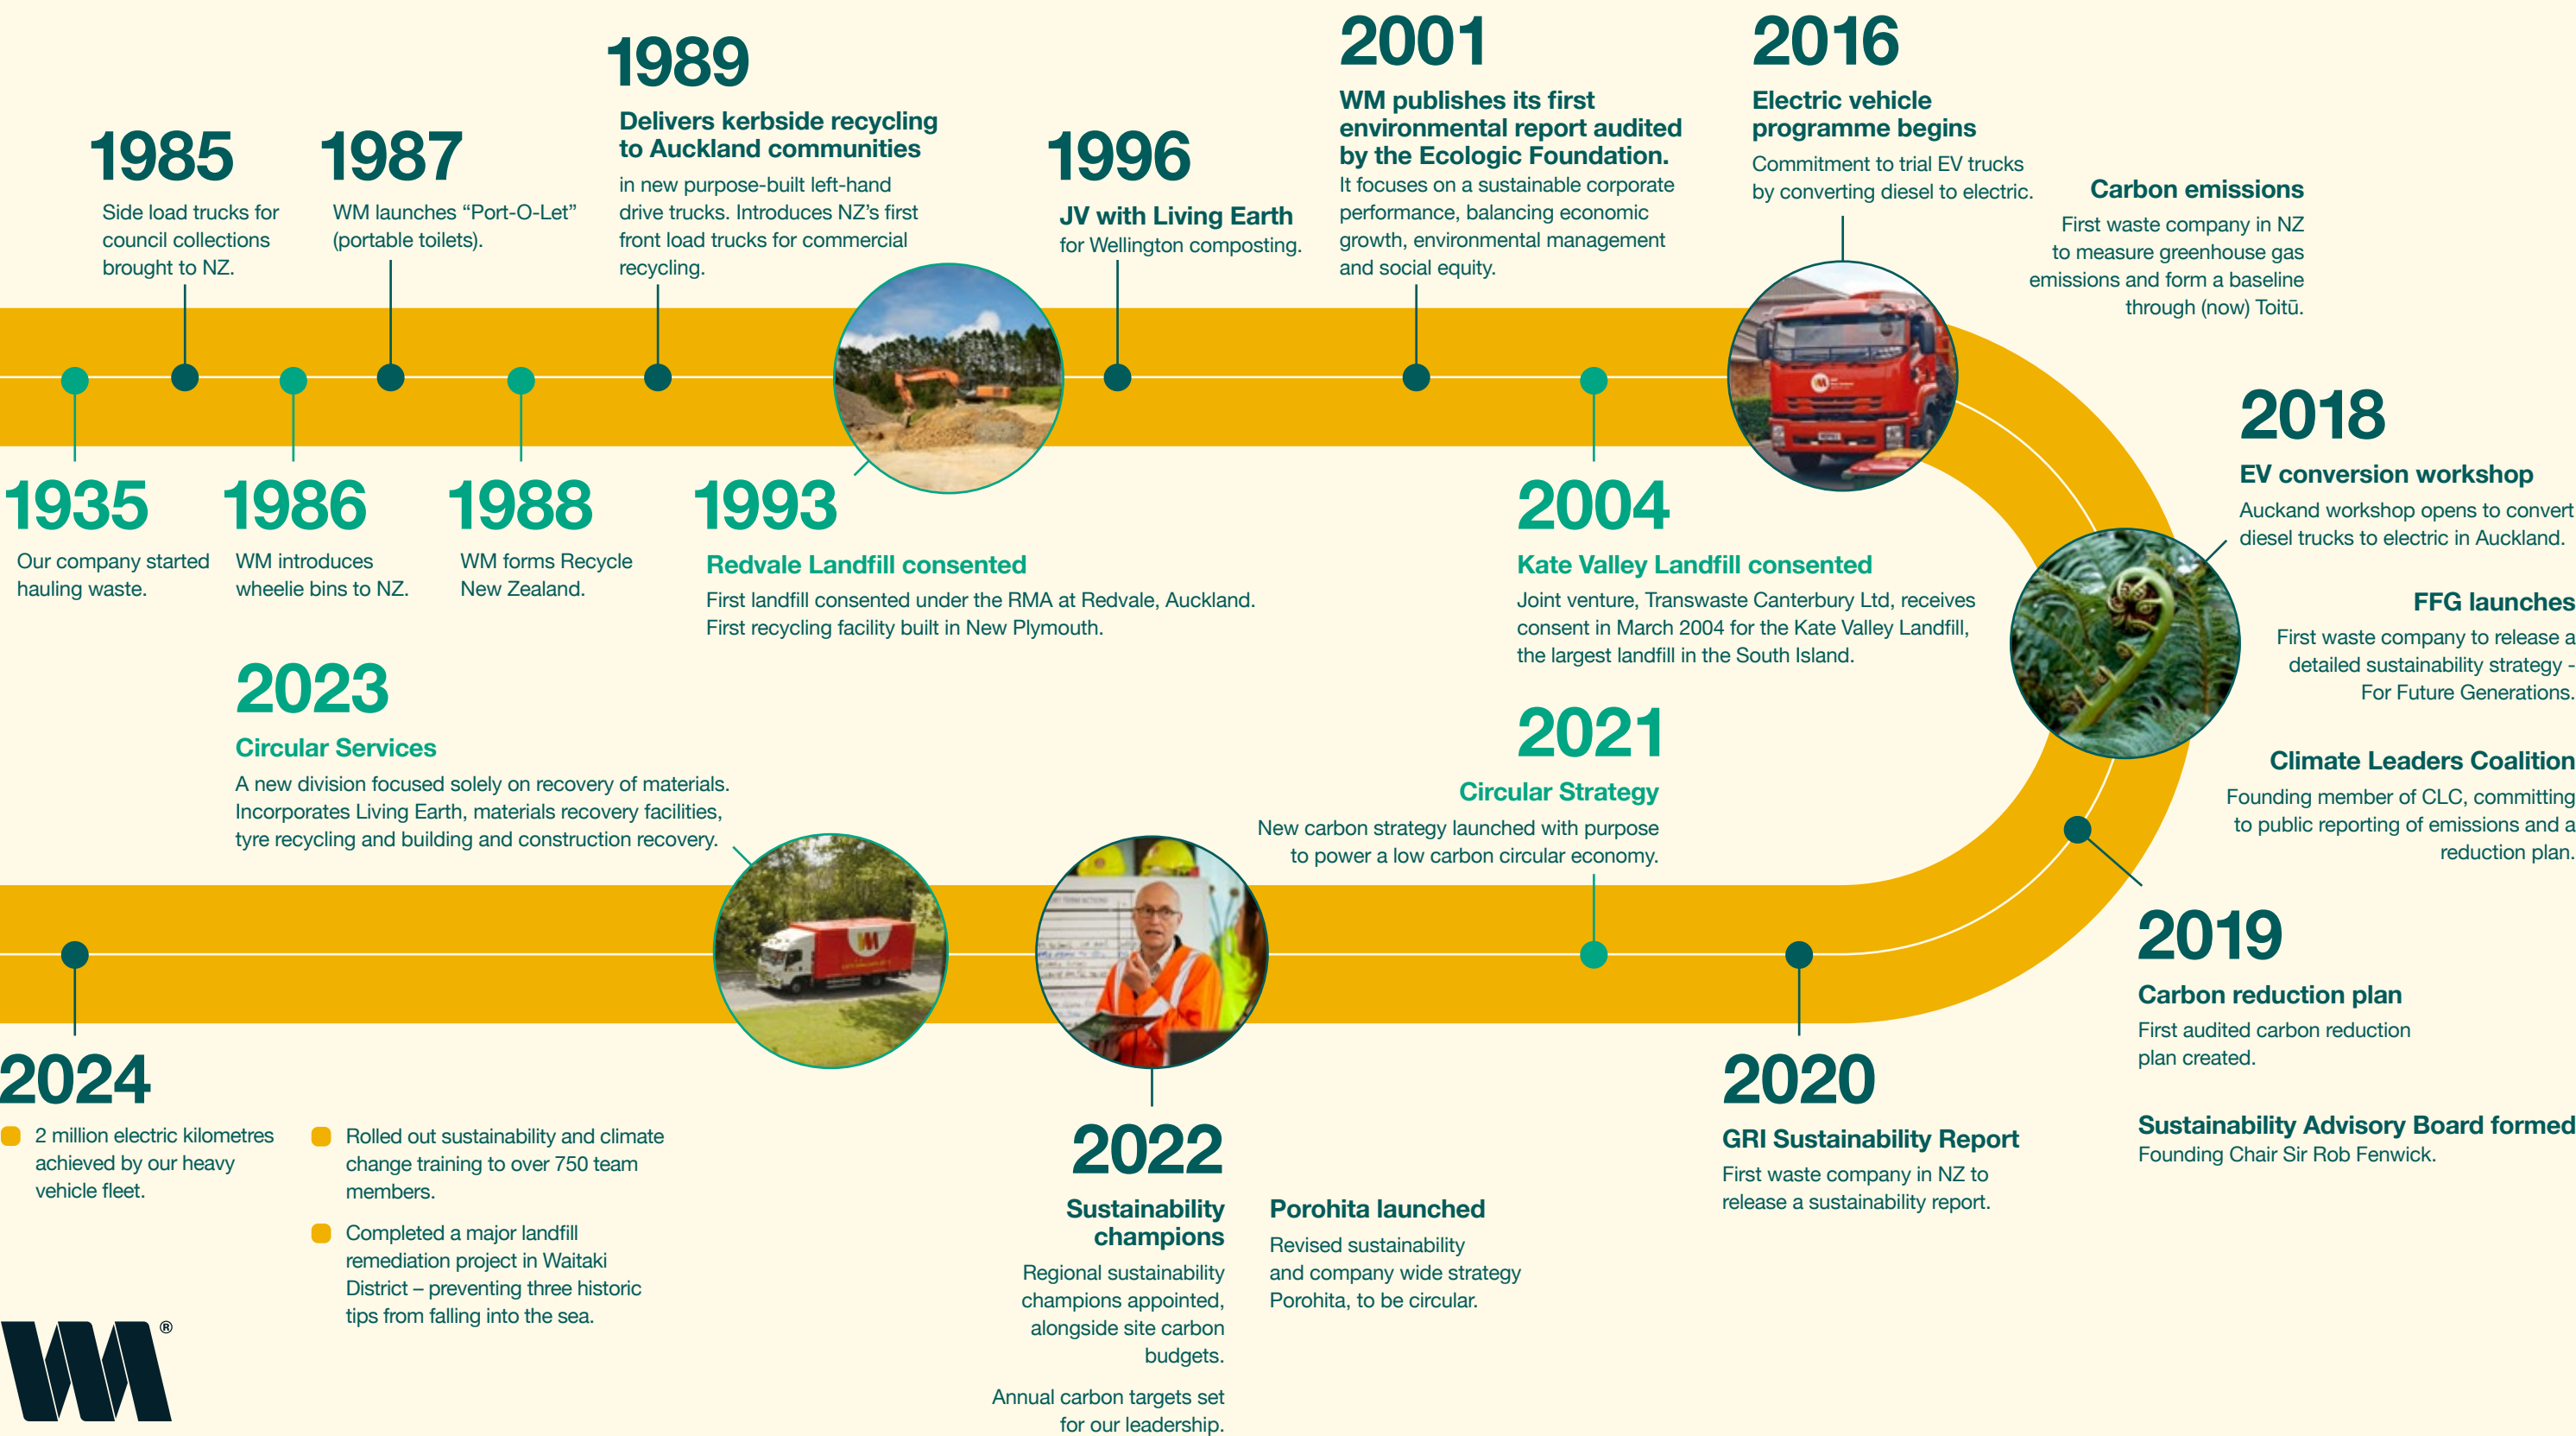 1935
Our company started
hauling waste.
1985
Side load trucks for
council collections
brought to NZ.
1986
WM introduces
wheelie bins to NZ.
1987
WM launches “Port-O-Let”
(portable toilets).
1988
WM forms Recycle
New Zealand.
1989
Delivers kerbside recycling
to Auckland communities
in new purpose-built left-hand
drive trucks. Introduces NZ’s first
front load trucks for commercial
recycling.
1993
Redvale Landfill consented
First landfill consented under the RMA at Redvale, Auckland.
First recycling facility built in New Plymouth.
1996
JV with Living Earth
for Wellington composting.
2001
WM publishes its first
environmental report audited
by the Ecologic Foundation.
It focuses on a sustainable corporate
performance, balancing economic
growth, environmental management
and social equity.
2004
Kate Valley Landfill consented
Joint venture, Transwaste Canterbury Ltd, receives
consent in March 2004 for the Kate Valley Landfill,
the largest landfill in the South Island.
2016
Electric vehicle
programme begins
Commitment to trial EV trucks
by converting diesel to electric.
Carbon emissions
First waste company in NZ
to measure greenhouse gas
emissions and form a baseline
through (now) Toitū.
2018
EV conversion workshop
Auckand workshop opens to convert
diesel trucks to electric in Auckland.
FFG launches
First waste company to release a
detailed sustainability strategy -
For Future Generations.
Climate Leaders Coalition
Founding member of CLC, committing
to public reporting of emissions and a
reduction plan.
2019
Carbon reduction plan
First audited carbon reduction
plan created.
Sustainability Advisory Board formed
Founding Chair Sir Rob Fenwick.
2020
GRI Sustainability Report
First waste company in NZ to
release a sustainability report.
2021
Circular Strategy
New carbon strategy launched with purpose
to power a low carbon circular economy.
2022
Sustainability
champions
Regional sustainability
champions appointed,
alongside site carbon
budgets.
Annual carbon targets set
for our leadership.
Porohita launched
Revised sustainability
and company wide strategy
Porohita, to be circular.
2023
Circular Services
A new division focused solely on recovery of materials.
Incorporates Living Earth, materials recovery facilities,
tyre recycling and building and construction recovery.
2024
2 million electric kilometres
achieved by our heavy
vehicle fleet.
Rolled out sustainability and climate
change training to over 750 team
members.
Completed a major landfill
remediation project in Waitaki
District – preventing three historic
tips from falling into the sea.
WM®